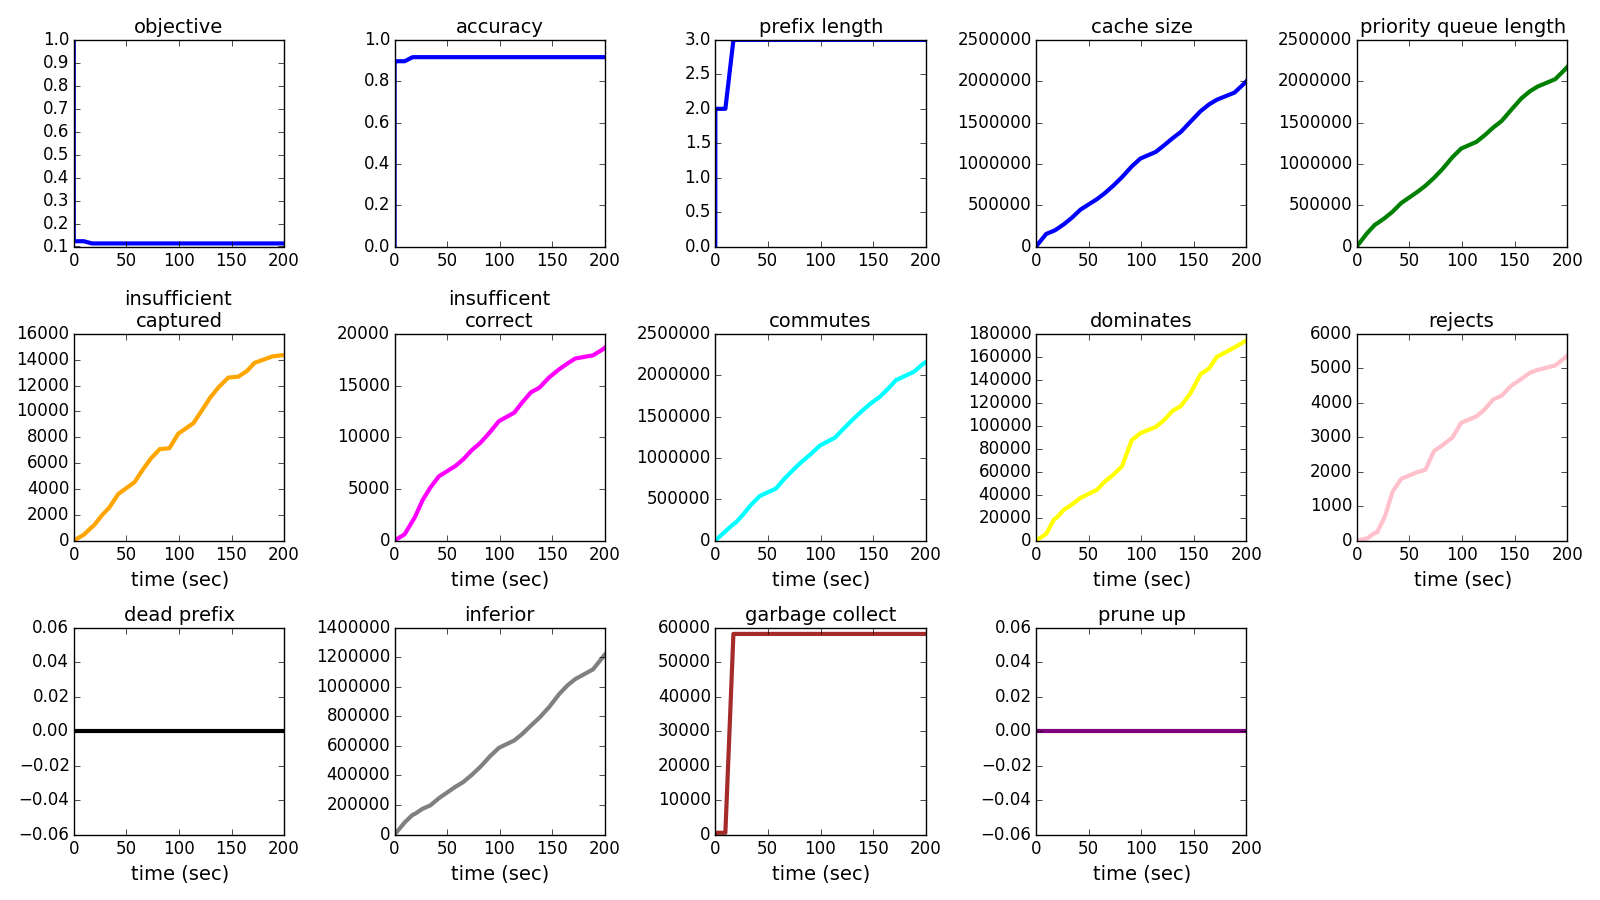 objective
1.0
0.9
0.8
0.7
0.6
0.5
0.4
0.3
0.2
0.1
0 50 100 150 200
accuracy
1.0
0.8
0.6
0.4
0.2
0.0
0 50 100 150 200
prefix length
3.0
2.5
2.0
1.5
1.0
0.5
0.0
0 50 100 150 200
cache size
2500000
2000000
1500000
1000000
500000
0
0 50 100 150 200
priority queue length
2500000
2000000
1500000
1000000
500000
0
0 50 100 150 200
insufficient
captured
16000
14000
12000
10000
8000
6000
4000
2000
0
0 50 100 150 200
time (sec)
insufficent
correct
20000
15000
10000
5000
0
0 50 100 150 200
time (sec)
commutes
2500000
2000000
1500000
1000000
500000
0
0 50 100 150 200
time (sec)
dominates
180000
160000
140000
120000
100000
80000
60000
40000
20000
0
0 50 100 150 200
time (sec)
rejects
6000
5000
4000
3000
2000
1000
0
0 50 100 150 200
time (sec)
dead prefix
0.06
0.04
0.02
0.00
−0.02
−0.04
−0.06
0 50 100 150 200
time (sec)
inferior
1400000
1200000
1000000
800000
600000
400000
200000
0
0 50 100 150 200
time (sec)
garbage collect
60000
50000
40000
30000
20000
10000
0
0 50 100 150 200
time (sec)
prune up
0.06
0.04
0.02
0.00
−0.02
−0.04
−0.06
0 50 100 150 200
time (sec)